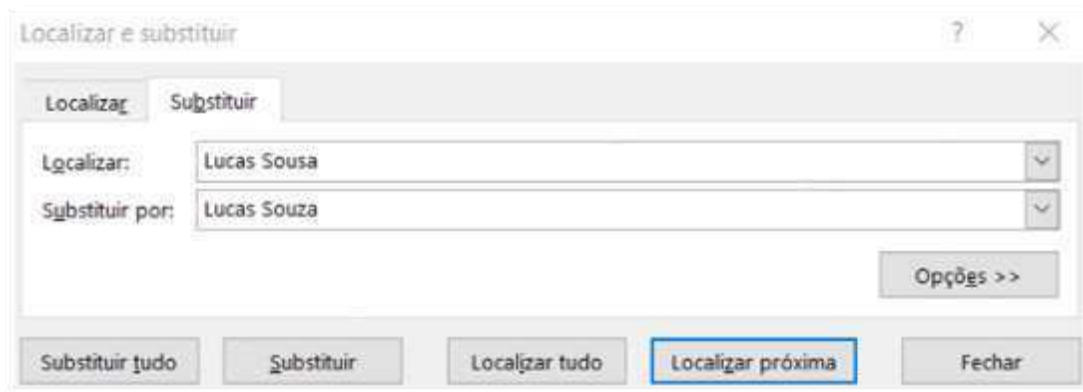 Localizar e substituir ? ×
Localizar Substituir
Localizar: Lucas Sousa
Substituir por: Lucas Souza
Opções >>
Substituir tudo Substituir Localizar tudo Localizar próxima Fechar